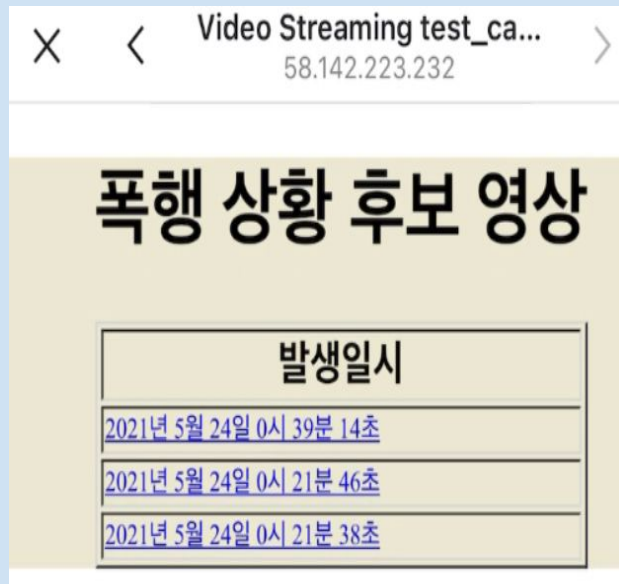 Video Streaming test_ca...
58.142.223.232
폭행 상황 후보 영상
발생일시
2021년 5월 24일 0시 39분 14초
2021년 5월 24일 0시 21분 46초
2021년 5월 24일 0시 21분 38초